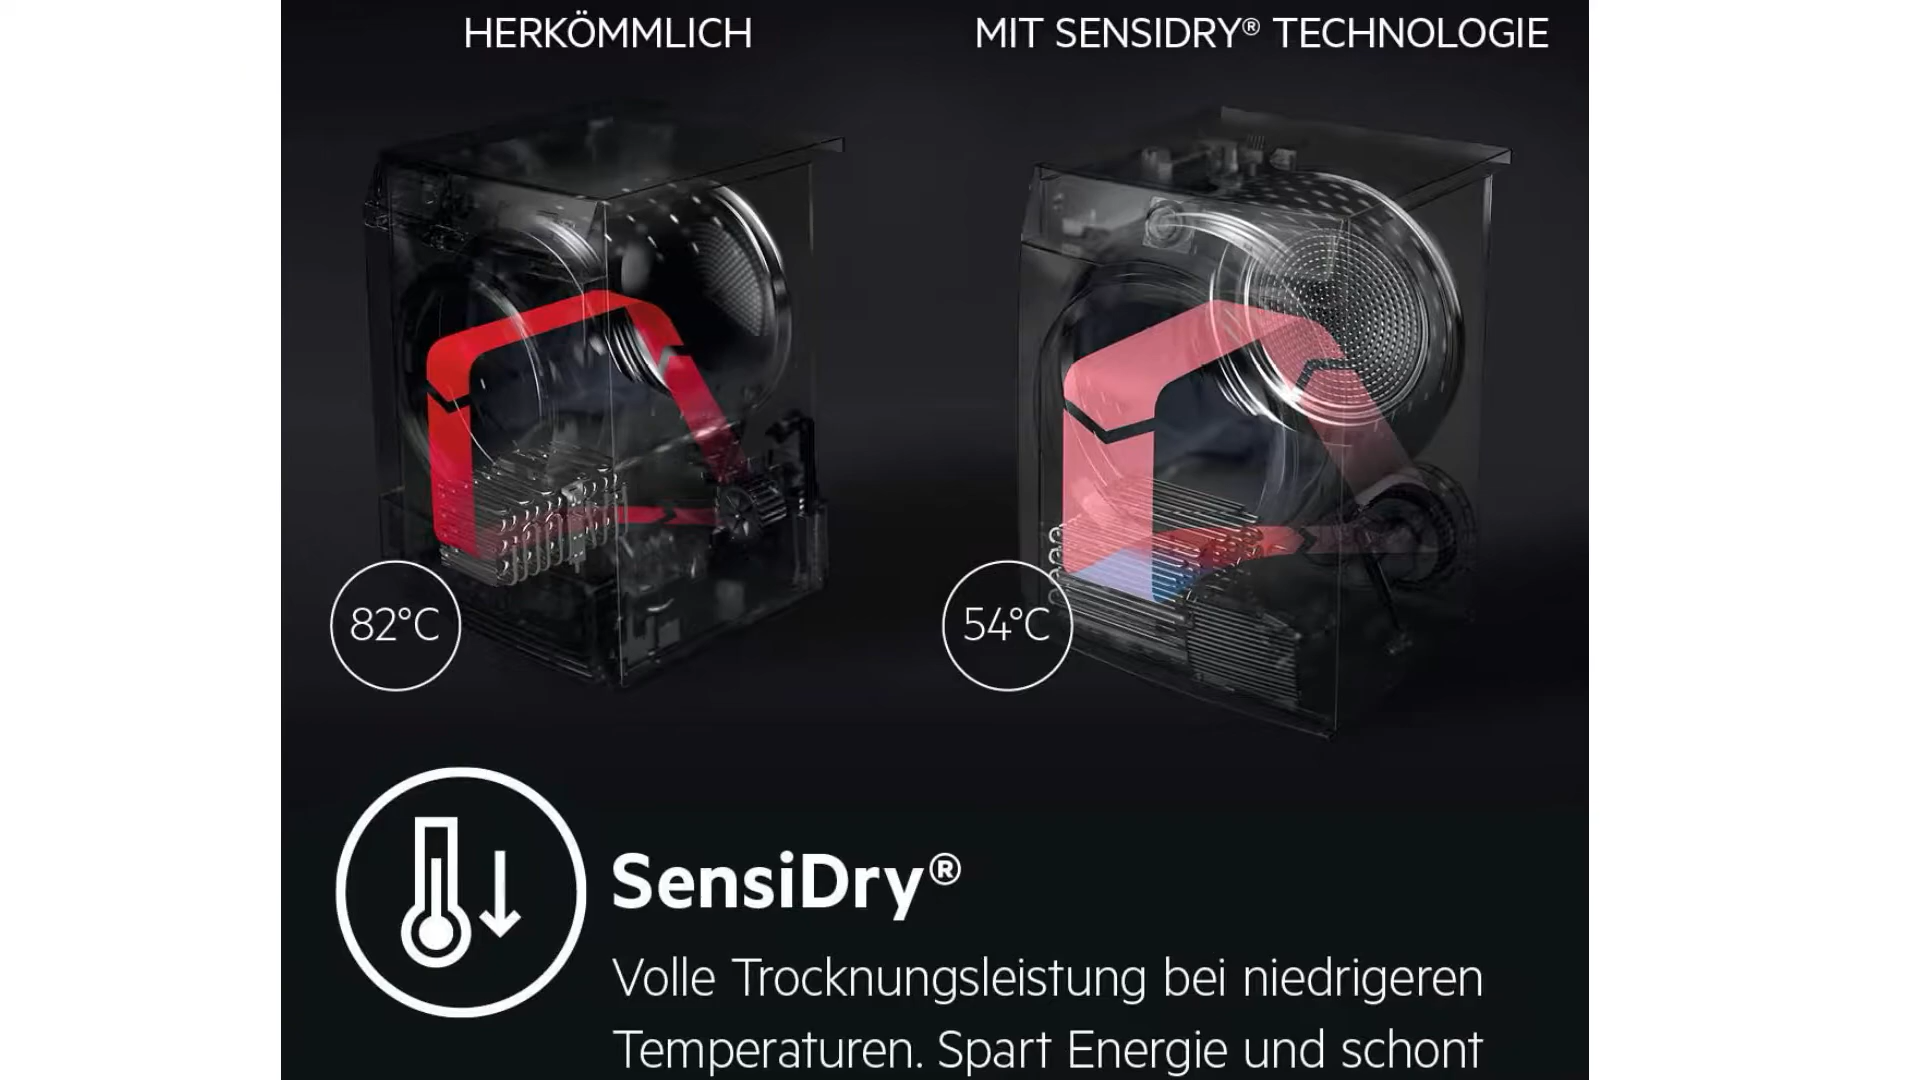 HERKÖMMLICH
MIT SENSIDRY® TECHNOLOGIE
82°C
54°C
SensiDry®
Volle Trocknungsleistung bei niedrigeren
Temperaturen. Spart Energie und schont